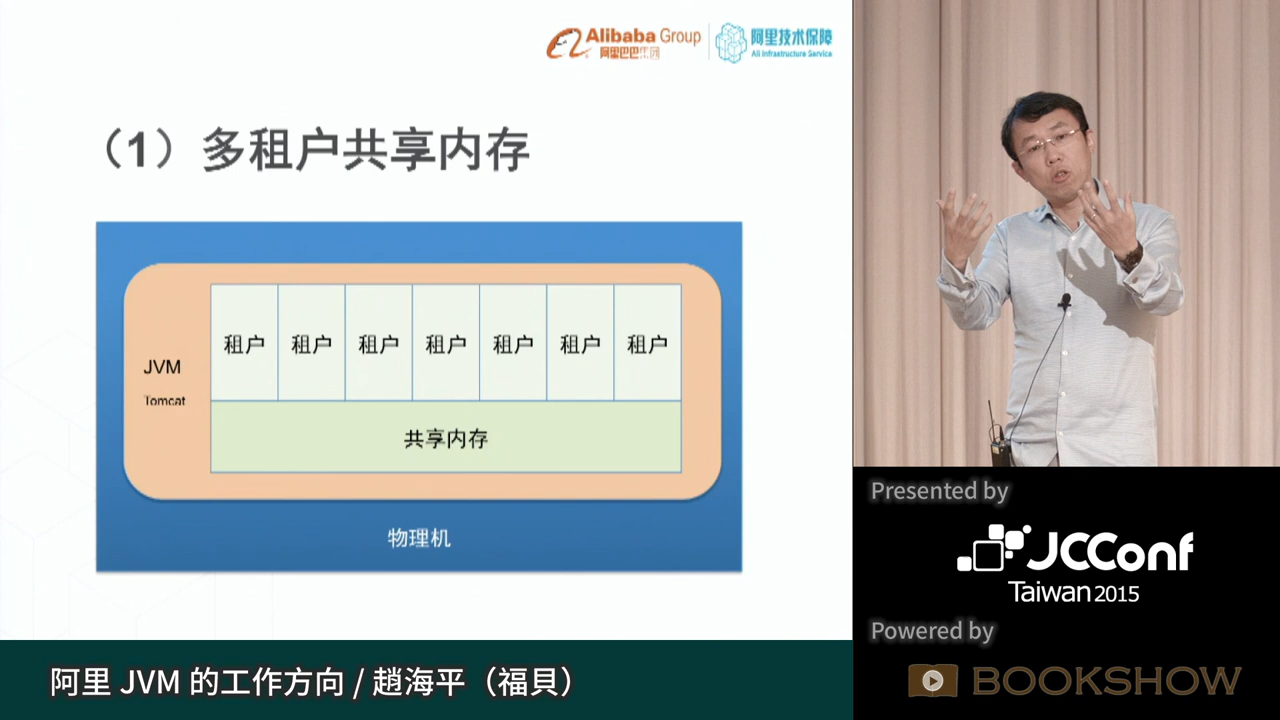 Alibaba Group
阿里巴巴集团
阿里技术保障
Ali Infrastructure Service
（1）多租户共享内存
租户 租户 租户 租户 租户 租户 租户
JVM
Tomcat
共享内存
物理机
阿里 JVM 的工作方向 / 趙海平（福貝）
Presented by
JCConf
Taiwan 2015
Powered by
BOOKSHOW